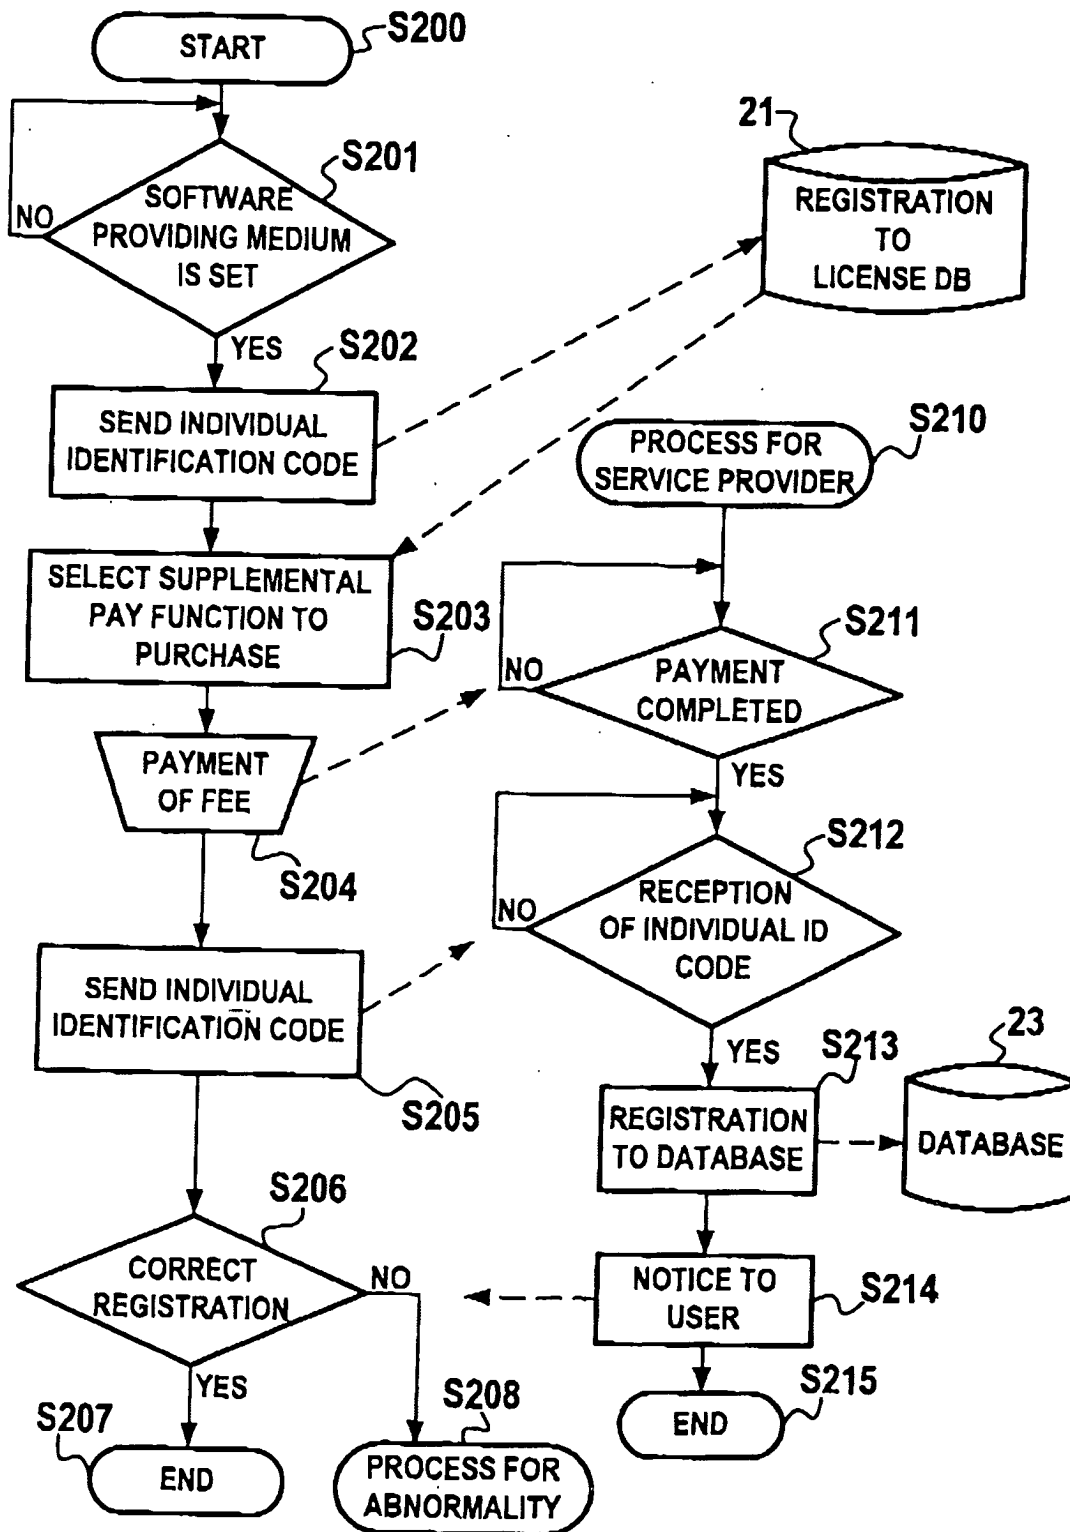 START
S200
S201
SOFTWARE
PROVIDING MEDIUM
IS SET
NO
YES
21
REGISTRATION
TO
LICENSE DB
S202
SEND INDIVIDUAL
IDENTIFICATION CODE
SELECT SUPPLEMENTAL
PAY FUNCTION TO
PURCHASE
S203
PAYMENT
OF FEE
S204
SEND INDIVIDUAL
IDENTIFICATION CODE
S205
S206
CORRECT
REGISTRATION
NO
YES
S207
END
S208
PROCESS FOR
ABNORMALITY
S210
PROCESS FOR
SERVICE PROVIDER
S211
PAYMENT
COMPLETED
NO
YES
S212
RECEPTION
OF INDIVIDUAL ID
CODE
NO
YES
S213
REGISTRATION
TO DATABASE
23
DATABASE
NOTICE TO
USER
S214
S215
END